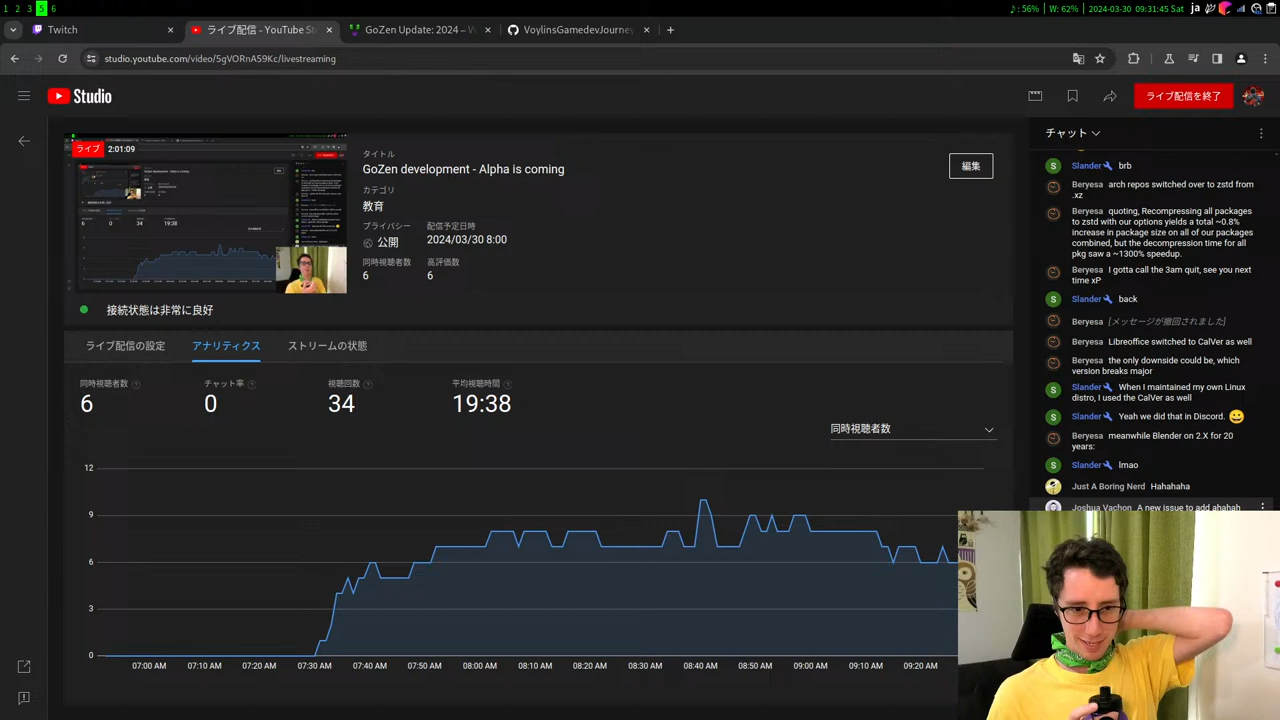 1 2 3 5 6
♪: 56% | W: 62% | 2024-03-30 09:31:45 Sat | ja
Twitch
ライブ配信 - YouTube St
GoZen Update: 2024 – W
VoylinsGamedevJourney
studio.youtube.com/video/5gVORnA59Kc/livestreaming
Studio
ライブ配信を終了
ライブ 2:01:09
タイトル
GoZen development - Alpha is coming
編集
カテゴリ
教育
プライバシー
公開
配信予定日時
2024/03/30 8:00
同時視聴者数
6
高評価数
6
接続状態は非常に良好
ライブ配信の設定
アナリティクス
ストリームの状態
同時視聴者数
6
チャット率
0
視聴回数
34
平均視聴時間
19:38
同時視聴者数
12
9
6
3
0
07:00 AM 07:10 AM 07:20 AM 07:30 AM 07:40 AM 07:50 AM 08:00 AM 08:10 AM 08:20 AM 08:30 AM 08:40 AM 08:50 AM 09:00 AM 09:10 AM 09:20 AM
チャット
Slander brb
Beryesa arch repos switched over to zstd from
.xz
Beryesa quoting, Recompressing all packages
to zstd with our options yields a total ~0.8%
increase in package size on all of our packages
combined, but the decompression time for all
pkg saw a ~1300% speedup.
Beryesa I gotta call the 3am quit, see you next
time xP
Slander back
Beryesa [メッセージが撤回されました]
Beryesa Libreoffice switched to CalVer as well
Beryesa the only downside could be, which
version breaks major
Slander When I maintained my own Linux
distro, I used the CalVer as well
Slander Yeah we did that in Discord. 😀
Beryesa meanwhile Blender on 2.X for 20
years:
Slander lmao
Just A Boring Nerd Hahahaha
Joshua Vachon A new issue to add ahahah